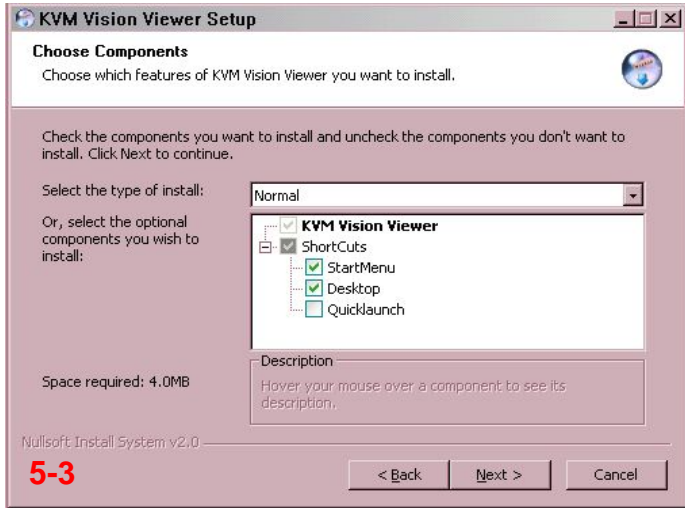 KVM Vision Viewer Setup
Choose Components
Choose which features of KVM Vision Viewer you want to install.
Check the components you want to install and uncheck the components you don't want to
install. Click Next to continue.
Select the type of install:
Normal
Or, select the optional
components you wish to
install:
KVM Vision Viewer
ShortCuts
StartMenu
Desktop
Quicklaunch
Space required: 4.0MB
Description
Hover your mouse over a component to see its
description.
Nullsoft Install System v2.0
5-3
< Back
Next >
Cancel